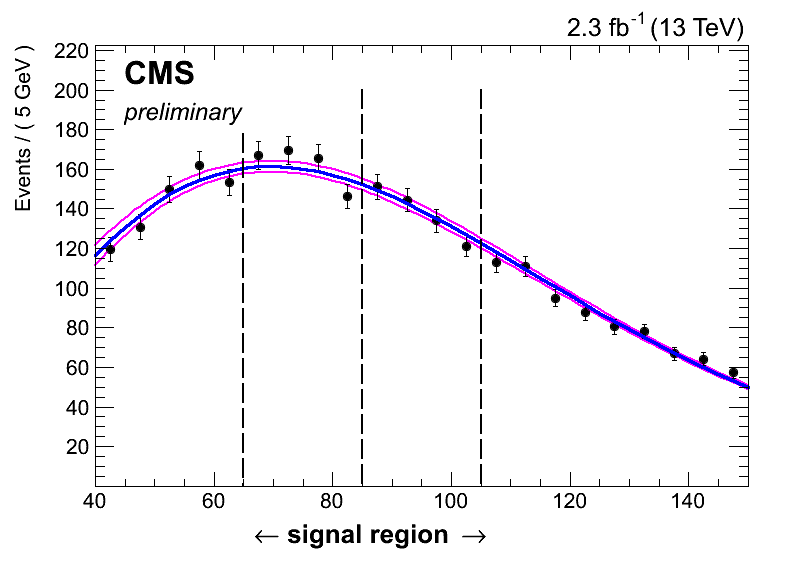 2.3 fb-1 (13 TeV)
Events / ( 5 GeV )
CMS
preliminary
220
200
180
160
140
120
100
80
60
40
20
40 60 80 100 120 140
← signal region →